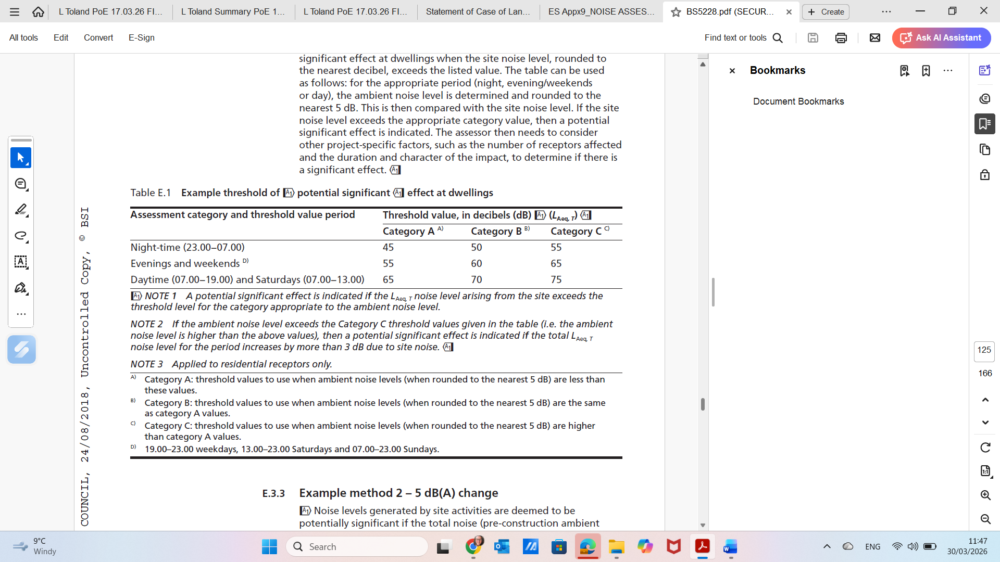 L Toland PoE 17.03.26 FI...
L Toland Summary PoE 1...
L Toland PoE 17.03.26 FI...
Statement of Case of Lan...
ES Appx9_NOISE ASSES...
BS5228.pdf (SECUR...
Create
All tools
Edit
Convert
E-Sign
Find text or tools
Ask AI Assistant
significant effect at dwellings when the site noise level, rounded to
the nearest decibel, exceeds the listed value. The table can be used
as follows: for the appropriate period (night, evening/weekends
or day), the ambient noise level is determined and rounded to the
nearest 5 dB. This is then compared with the site noise level. If the site
noise level exceeds the appropriate category value, then a potential
significant effect is indicated. The assessor then needs to consider
other project-specific factors, such as the number of receptors affected
and the duration and character of the impact, to determine if there is
a significant effect. A1
Table E.1 Example threshold of A1 potential significant A1 effect at dwellings
Assessment category and threshold value period
Threshold value, in decibels (dB) A1 (LAeq, T) A1
Category A A) Category B B) Category C C)
Night-time (23.00–07.00) 45 50 55
Evenings and weekends D) 55 60 65
Daytime (07.00–19.00) and Saturdays (07.00–13.00) 65 70 75
A1 NOTE 1 A potential significant effect is indicated if the LAeq, T noise level arising from the site exceeds the
threshold level for the category appropriate to the ambient noise level.
NOTE 2 If the ambient noise level exceeds the Category C threshold values given in the table (i.e. the ambient
noise level is higher than the above values), then a potential significant effect is indicated if the total LAeq, T
noise level for the period increases by more than 3 dB due to site noise. A1
NOTE 3 Applied to residential receptors only.
A) Category A: threshold values to use when ambient noise levels (when rounded to the nearest 5 dB) are less than
these values.
B) Category B: threshold values to use when ambient noise levels (when rounded to the nearest 5 dB) are the same
as category A values.
C) Category C: threshold values to use when ambient noise levels (when rounded to the nearest 5 dB) are higher
than category A values.
D) 19.00–23.00 weekdays, 13.00–23.00 Saturdays and 07.00–23.00 Sundays.
E.3.3 Example method 2 – 5 dB(A) change
A1 Noise levels generated by site activities are deemed to be
potentially significant if the total noise (pre-construction ambient
COUNCIL, 24/08/2018, Uncontrolled Copy, © BSI
Bookmarks
Document Bookmarks
125
166
9°C
Windy
Search
ENG
11:47
30/03/2026